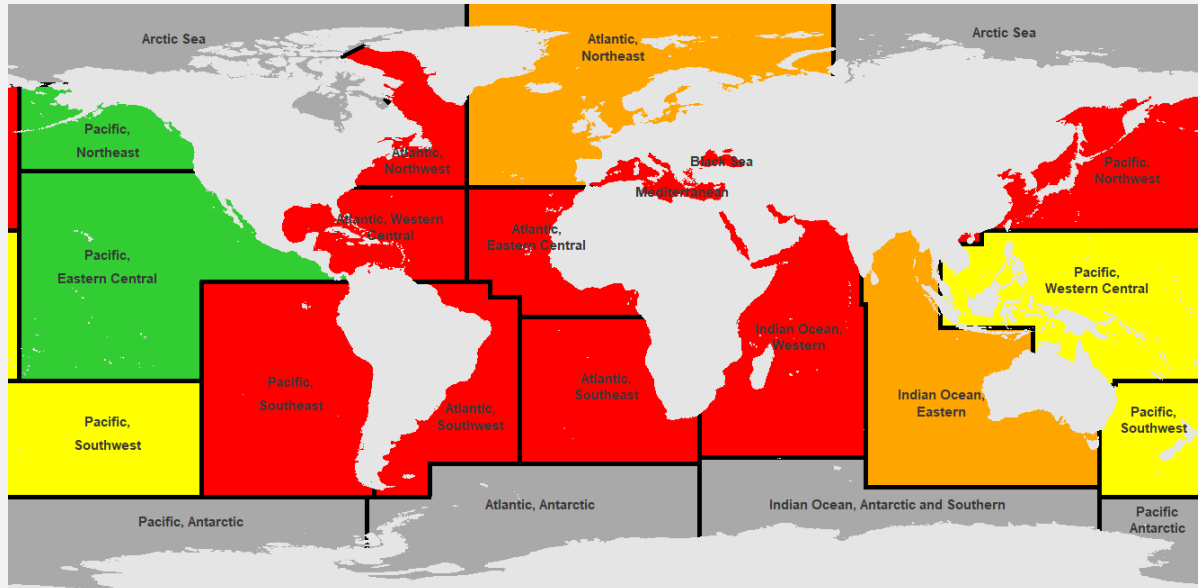 Arctic Sea
Atlantic,
Northeast
Arctic Sea
Pacific,
Northeast
Atlantic,
Northwest
Black Sea
Mediterranean
Pacific,
Northwest
Atlantic, Western
Central
Atlantic,
Eastern Central
Pacific,
Eastern Central
Pacific,
Western Central
Indian Ocean,
Western
Pacific,
Southeast
Atlantic,
Southeast
Indian Ocean,
Eastern
Atlantic,
Southwest
Pacific,
Southwest
Pacific,
Southwest
Pacific, Antarctic
Atlantic, Antarctic
Indian Ocean, Antarctic and Southern
Pacific
Antarctic